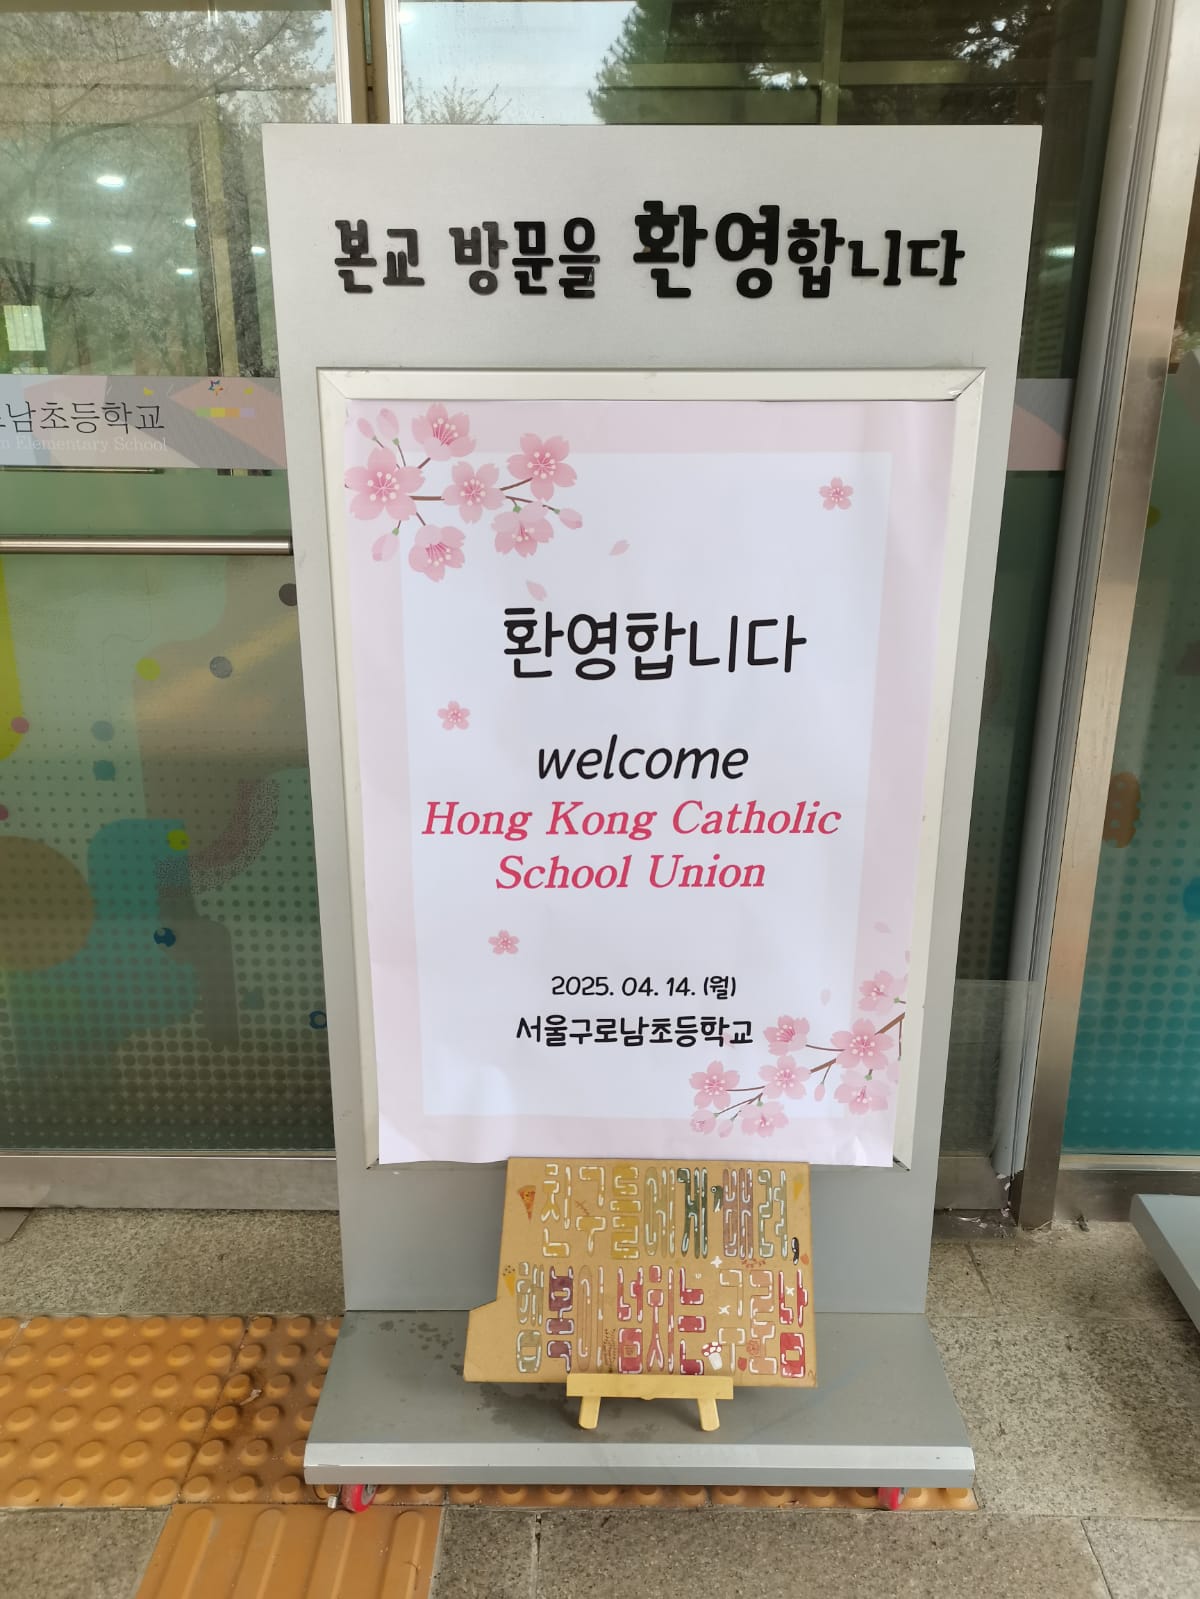 본교 방문을 환영합니다
남초등학교
Elementary School
환영합니다
welcome
Hong Kong Catholic
School Union
2025. 04. 14. (월)
서울구로남초등학교
친구들에게 배려,
행복이 넘치는 구로남